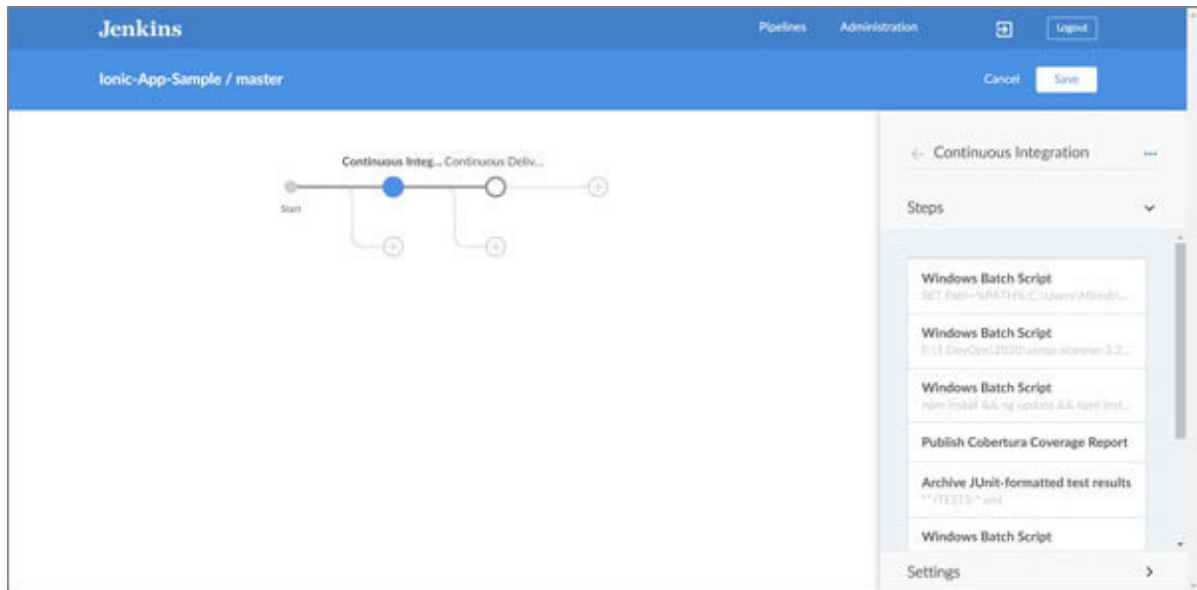 Jenkins
Pipelines Administration Logout
Ionic-App-Sample / master
Cancel Save
Continuous Integ... Continuous Deliv...
Start
Continuous Integration
Steps
Windows Batch Script
Windows Batch Script
Windows Batch Script
npm install && ng update && npm inst...
Publish Cobertura Coverage Report
Archive JUnit-formatted test results
Windows Batch Script
Settings